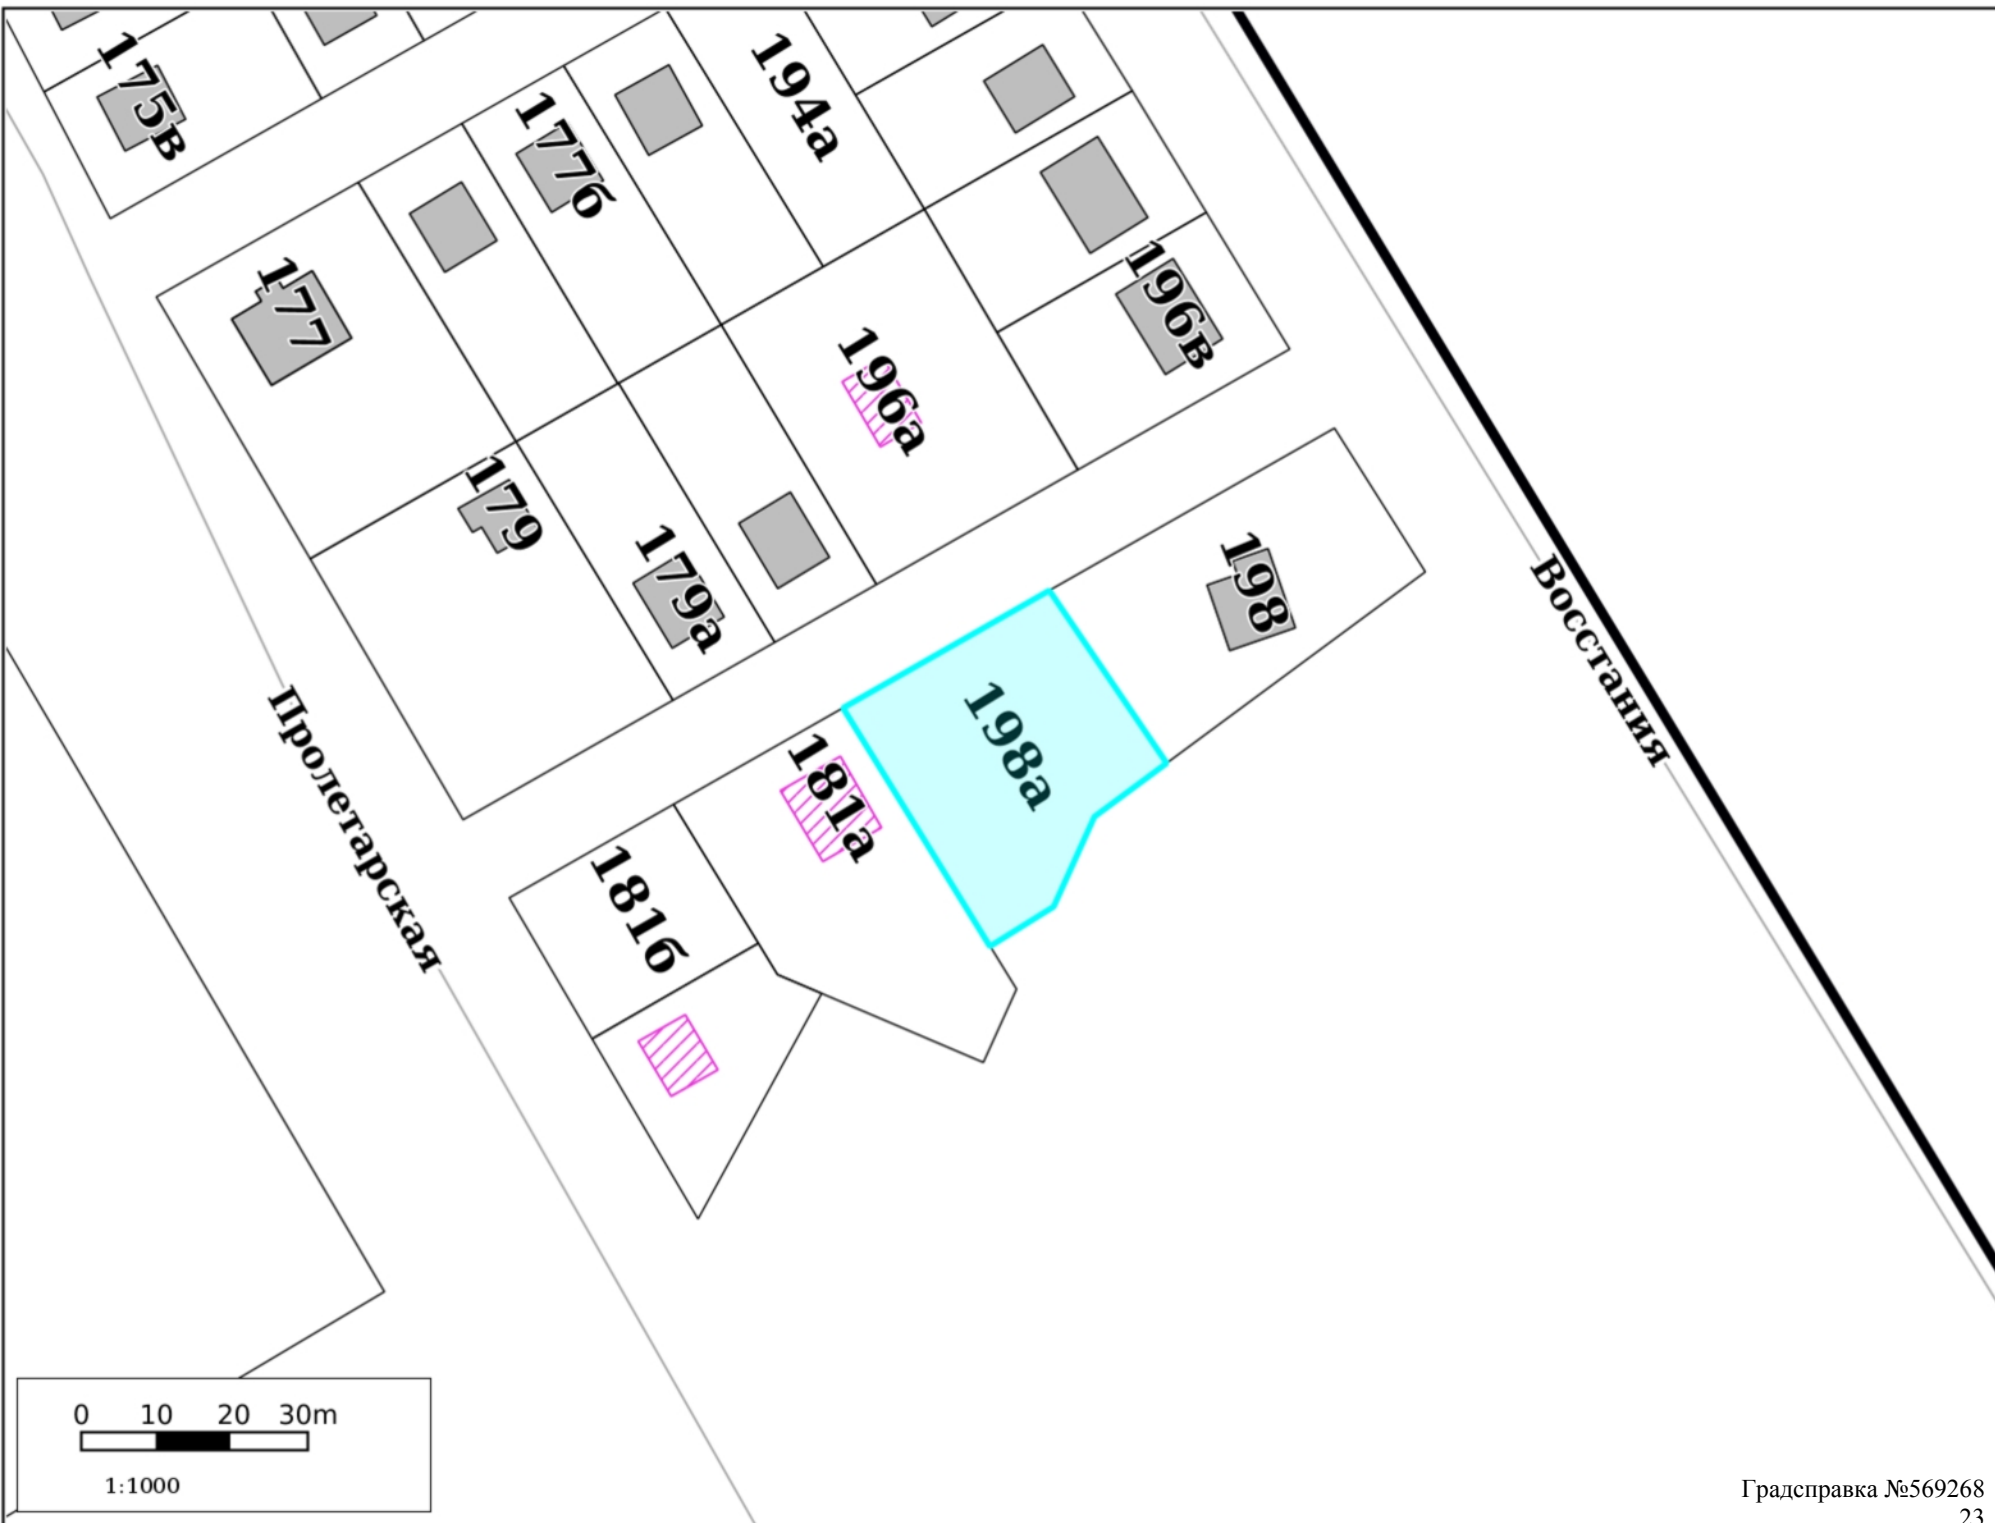 175в
177б
194а
177
196в
196а
179
179а
198
Восстания
198а
Пролетарская
181а
181б
0 10 20 30m
1:1000
Градсправка №569268
23